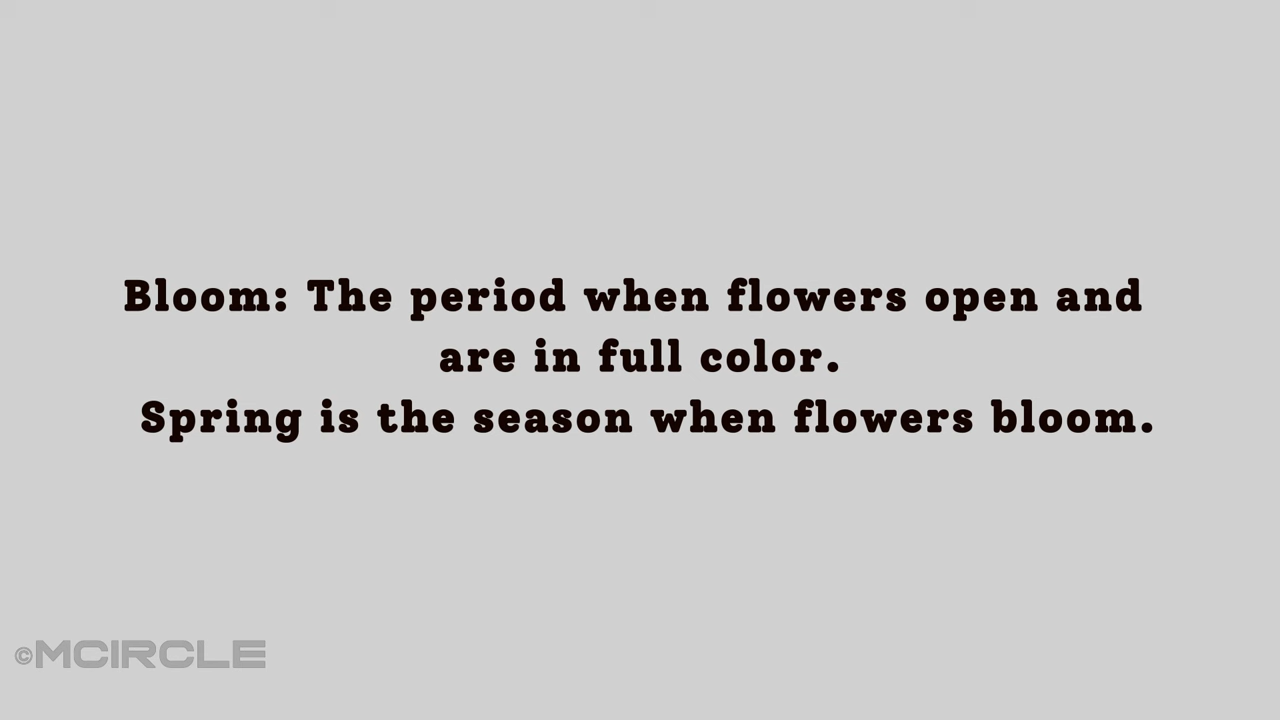 Bloom: The period when flowers open and
are in full color.
Spring is the season when flowers bloom.
©MCIRCLE